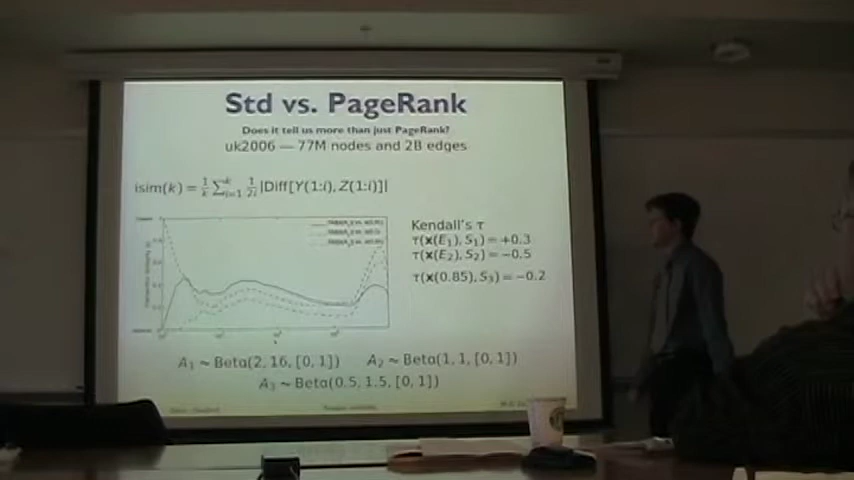 Std vs. PageRank
Does it tell us more than just PageRank?
uk2006 — 77M nodes and 2B edges
isim(k) = 1/k ∑ᵢ₌₁ᵏ 1/2i |Diff[Y(1:i), Z(1:i)]|
Kendall's τ
τ(x(E₁), S₁) = +0.3
τ(x(E₂), S₂) = −0.5
τ(x(0.85), S₃) = −0.2
A₁ ~ Beta(2, 16, [0, 1]) A₂ ~ Beta(1, 1, [0, 1])
A₃ ~ Beta(0.5, 1.5, [0, 1])